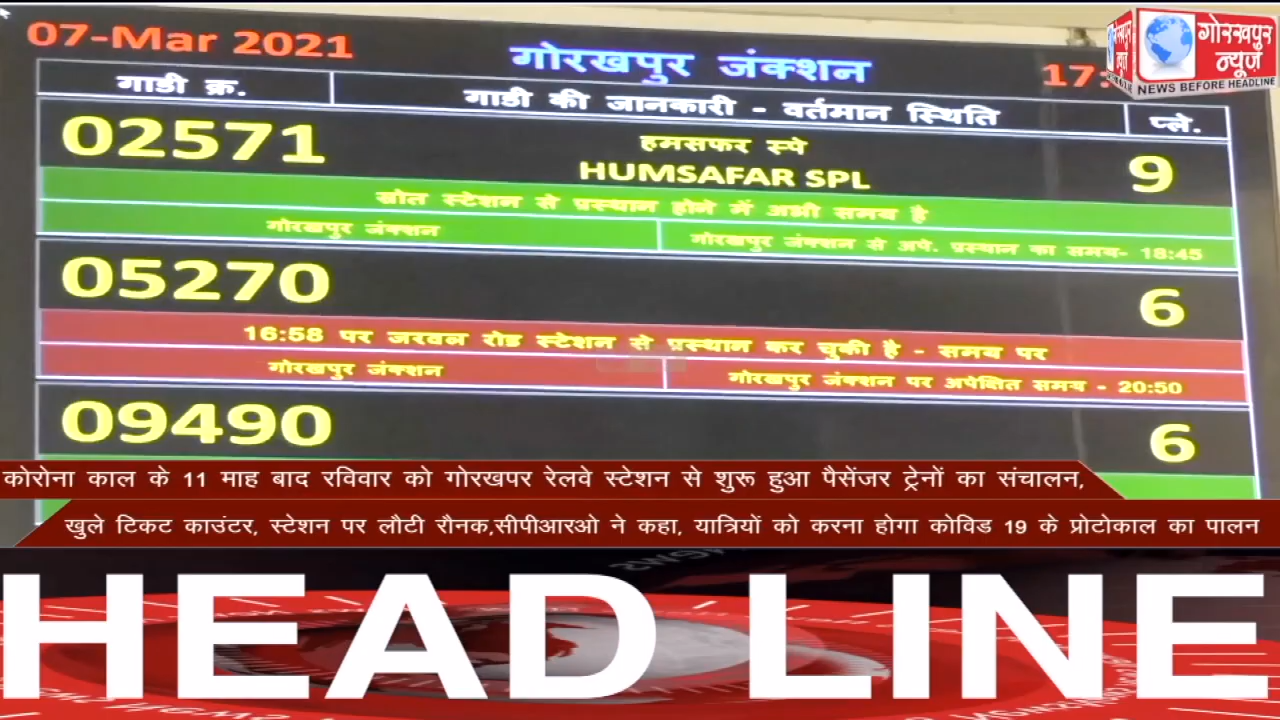 07-Mar 2021
गोरखपुर जंक्शन
17:
गोरखपुर न्यूज़
NEWS BEFORE HEADLINE
गाडी क्र. गाडी की जानकारी - वर्तमान स्थिति प्ले.
02571 हमसफर स्पे 9
HUMSAFAR SPL
स्रोत स्टेशन से प्रस्थान होने में अभी समय है
गोरखपुर जंक्शन गोरखपुर जंक्शन से अपे. प्रस्थान का समय- 18:45
05270 6
16:58 पर जरवल रोड स्टेशन से प्रस्थान कर चुकी है - समय पर
गोरखपुर जंक्शन गोरखपुर जंक्शन पर अपेक्षित समय - 20:50
09490 6
कोरोना काल के 11 माह बाद रविवार को गोरखपर रेलवे स्टेशन से शुरू हुआ पैसेंजर ट्रेनों का संचालन,
खुले टिकट काउंटर, स्टेशन पर लौटी रौनक,सीपीआरओ ने कहा, यात्रियों को करना होगा कोविड 19 के प्रोटोकाल का पालन
HEAD LINE